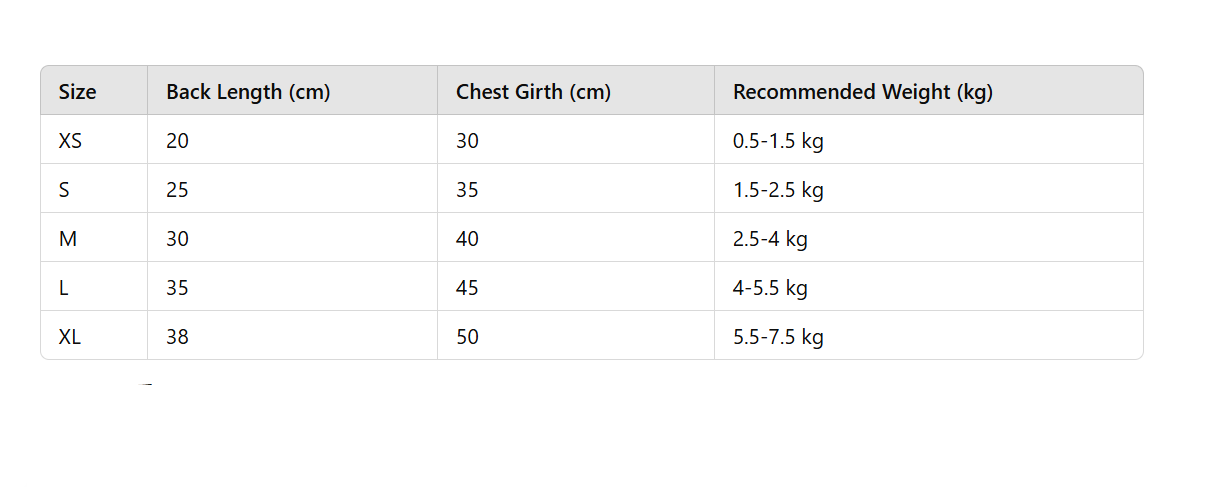 Size Back Length (cm) Chest Girth (cm) Recommended Weight (kg)
XS 20 30 0.5-1.5 kg
S 25 35 1.5-2.5 kg
M 30 40 2.5-4 kg
L 35 45 4-5.5 kg
XL 38 50 5.5-7.5 kg